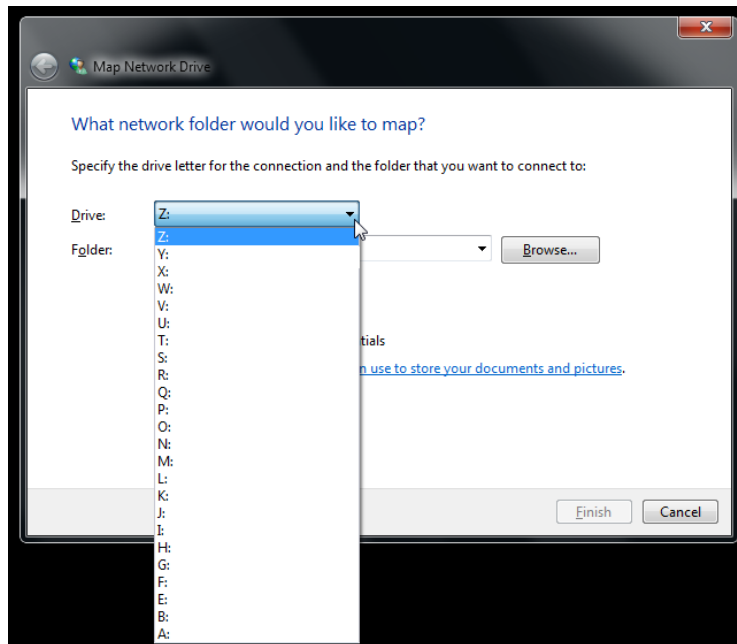 Map Network Drive
What network folder would you like to map?
Specify the drive letter for the connection and the folder that you want to connect to:
Drive: Z:
Z:
Folder: Browse...
Y:
X:
W:
V:
U:
T: tials
S:
R: n use to store your documents and pictures.
Q:
P:
O:
N:
M:
L:
K:
J: Finish Cancel
I:
H:
G:
F:
E:
B:
A: